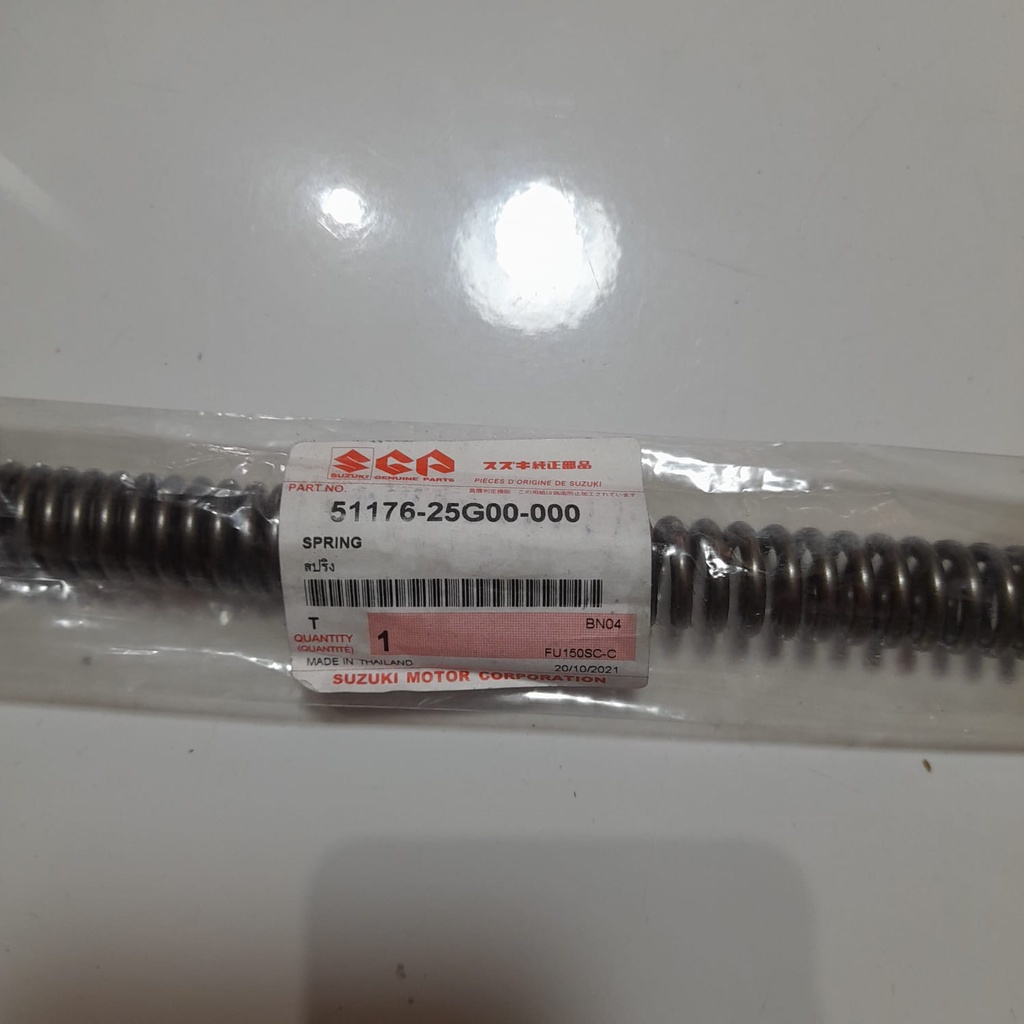 SGP スズキ純正部品
SUZUKI GENUINE PARTS PIÈCES D'ORIGINE DE SUZUKI
PART.NO.
51176-25G00-000
SPRING
สปริง
T BN04
QUANTITY 1
(QUANTITÉ) FU150SC-C
MADE IN THAILAND 20/10/2021
SUZUKI MOTOR CORPORATION